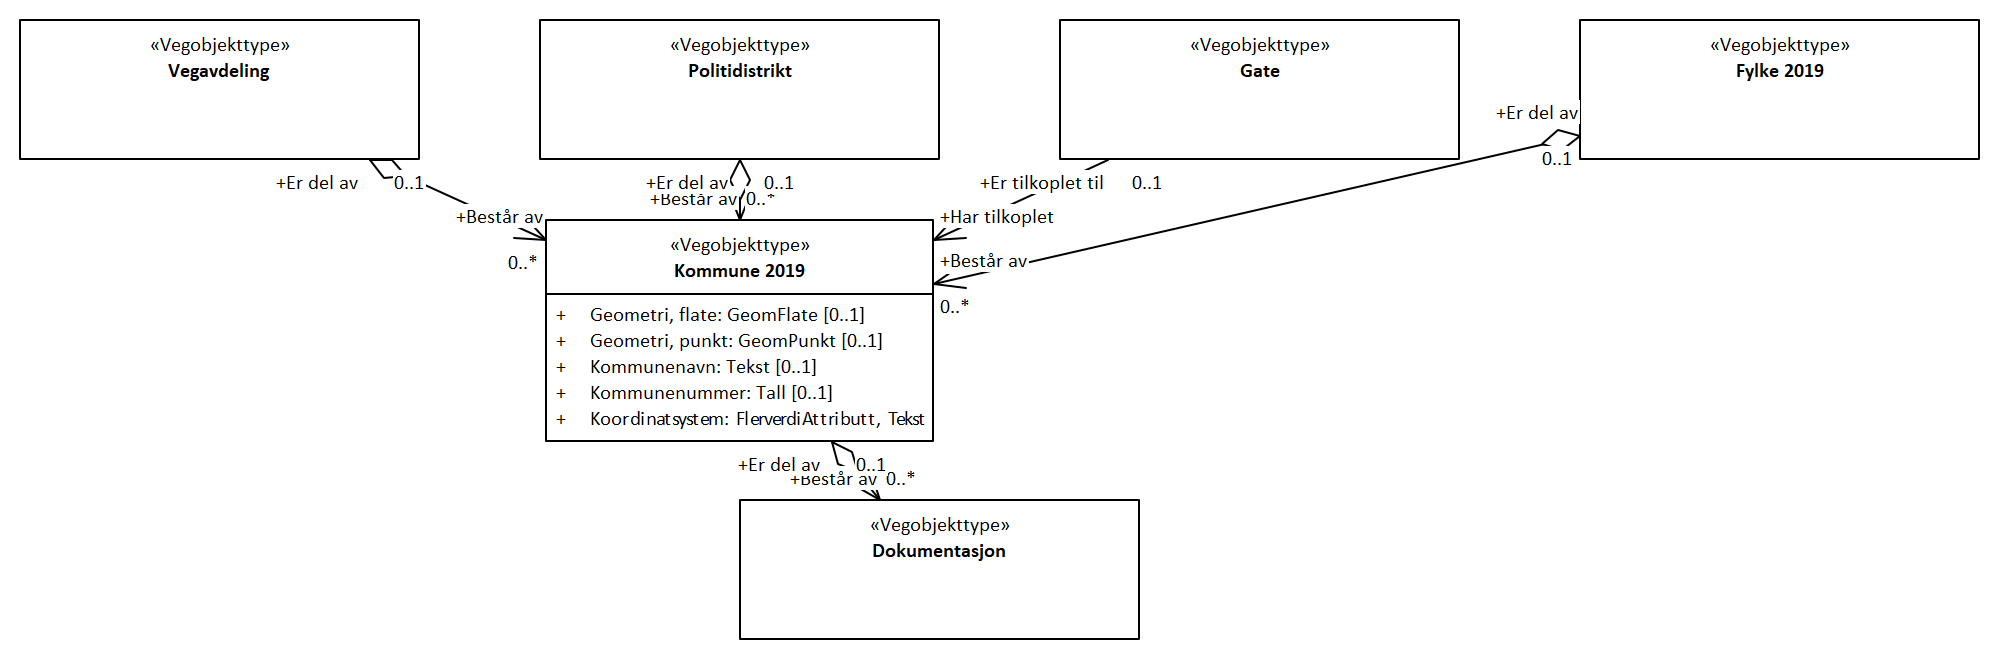 «Vegobjekttype»
Vegavdeling
«Vegobjekttype»
Politidistrikt
«Vegobjekttype»
Gate
«Vegobjekttype»
Fylke 2019
+Er del av
0..1
+Er del av
0..1
+Består av
0..*
+Er del av
0..1
+Består av
0..*
+Er tilkoplet til
0..1
+Har tilkoplet
+Består av
0..*
«Vegobjekttype»
Kommune 2019
+ Geometri, flate: GeomFlate [0..1]
+ Geometri, punkt: GeomPunkt [0..1]
+ Kommunenavn: Tekst [0..1]
+ Kommunenummer: Tall [0..1]
+ Koordinatsystem: FlerverdiAttributt, Tekst
+Er del av
0..1
+Består av
0..*
«Vegobjekttype»
Dokumentasjon